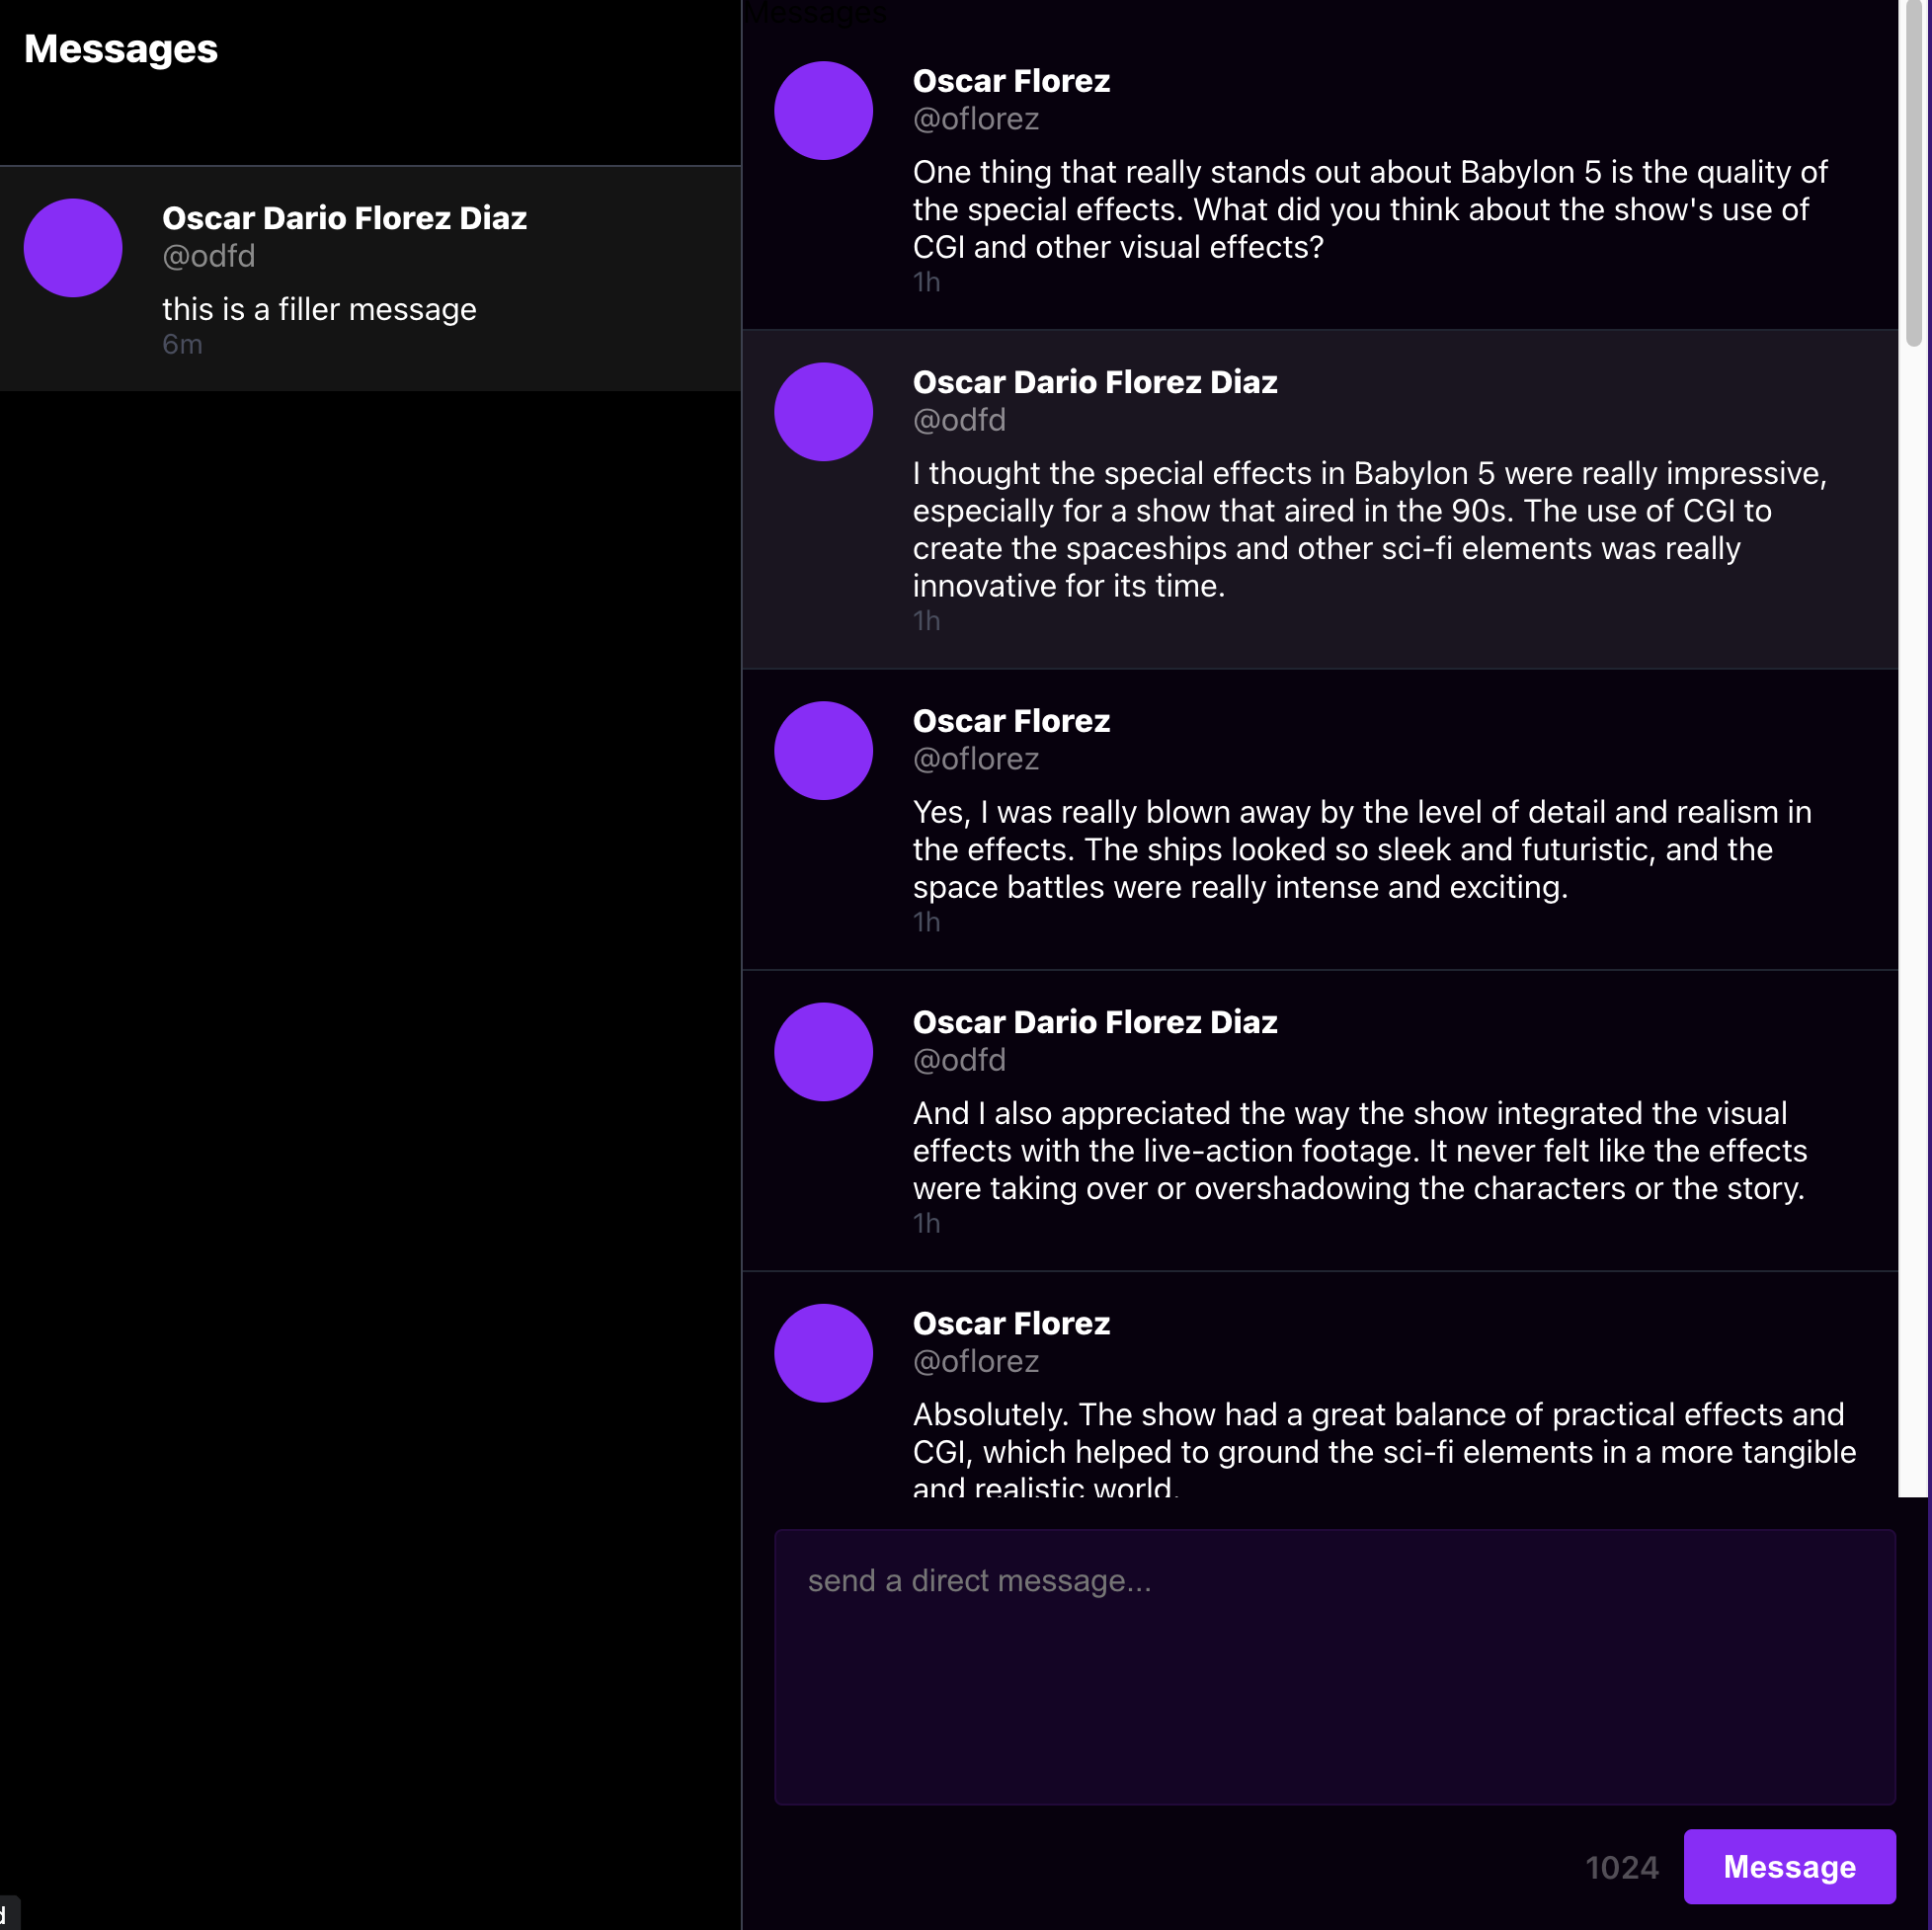 Messages
Oscar Dario Florez Diaz
@odfd
this is a filler message
6m
Messages
Oscar Florez
@oflorez
One thing that really stands out about Babylon 5 is the quality of
the special effects. What did you think about the show's use of
CGI and other visual effects?
1h
Oscar Dario Florez Diaz
@odfd
I thought the special effects in Babylon 5 were really impressive,
especially for a show that aired in the 90s. The use of CGI to
create the spaceships and other sci-fi elements was really
innovative for its time.
1h
Oscar Florez
@oflorez
Yes, I was really blown away by the level of detail and realism in
the effects. The ships looked so sleek and futuristic, and the
space battles were really intense and exciting.
1h
Oscar Dario Florez Diaz
@odfd
And I also appreciated the way the show integrated the visual
effects with the live-action footage. It never felt like the effects
were taking over or overshadowing the characters or the story.
1h
Oscar Florez
@oflorez
Absolutely. The show had a great balance of practical effects and
CGI, which helped to ground the sci-fi elements in a more tangible
and realistic world.
send a direct message...
1024
Message